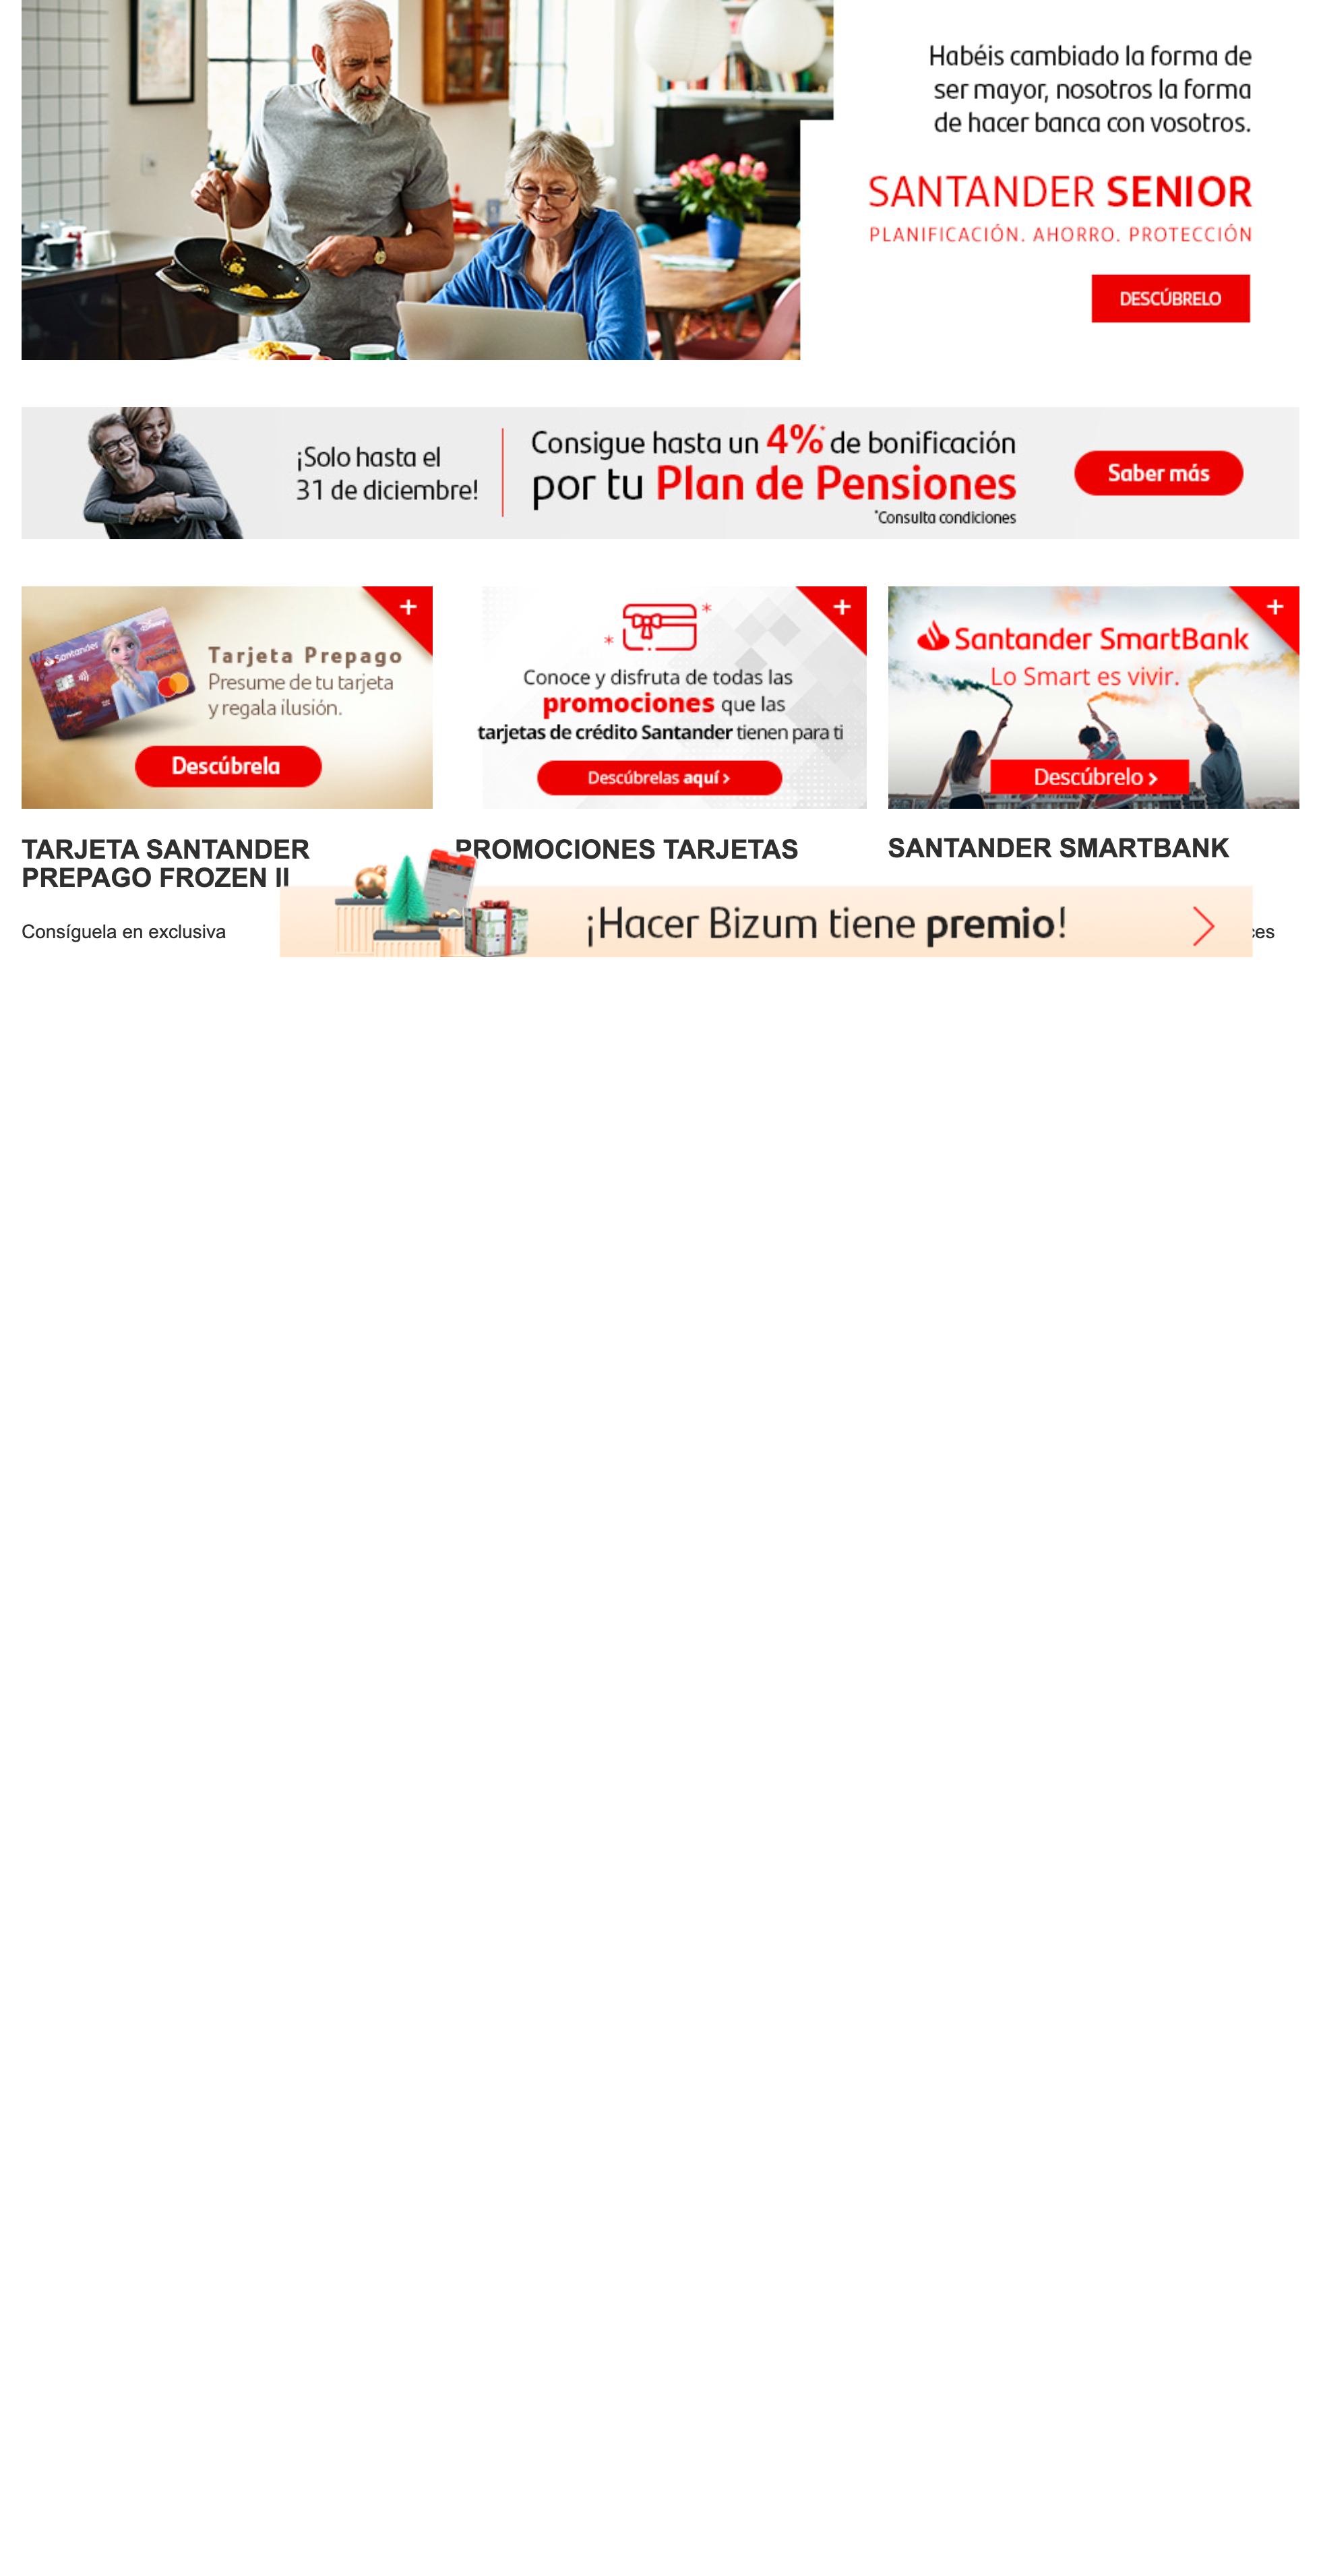 Habéis cambiado la forma de
ser mayor, nosotros la forma
de hacer banca con vosotros.
SANTANDER SENIOR
PLANIFICACIÓN. AHORRO. PROTECCIÓN
DESCÚBRELO
¡Solo hasta el
31 de diciembre!
Consigue hasta un 4%* de bonificación
por tu Plan de Pensiones
*Consulta condiciones
Saber más
+
Santander
Tarjeta Prepago
Presume de tu tarjeta
y regala ilusión.
Descúbrela
+
Conoce y disfruta de todas las
promociones que las
tarjetas de crédito Santander tienen para ti
Descúbrelas aquí >
+
Santander SmartBank
Lo Smart es vivir.
Descúbrelo >
TARJETA SANTANDER
PREPAGO FROZEN II
Consíguela en exclusiva
PROMOCIONES TARJETAS
SANTANDER SMARTBANK
¡Hacer Bizum tiene premio!